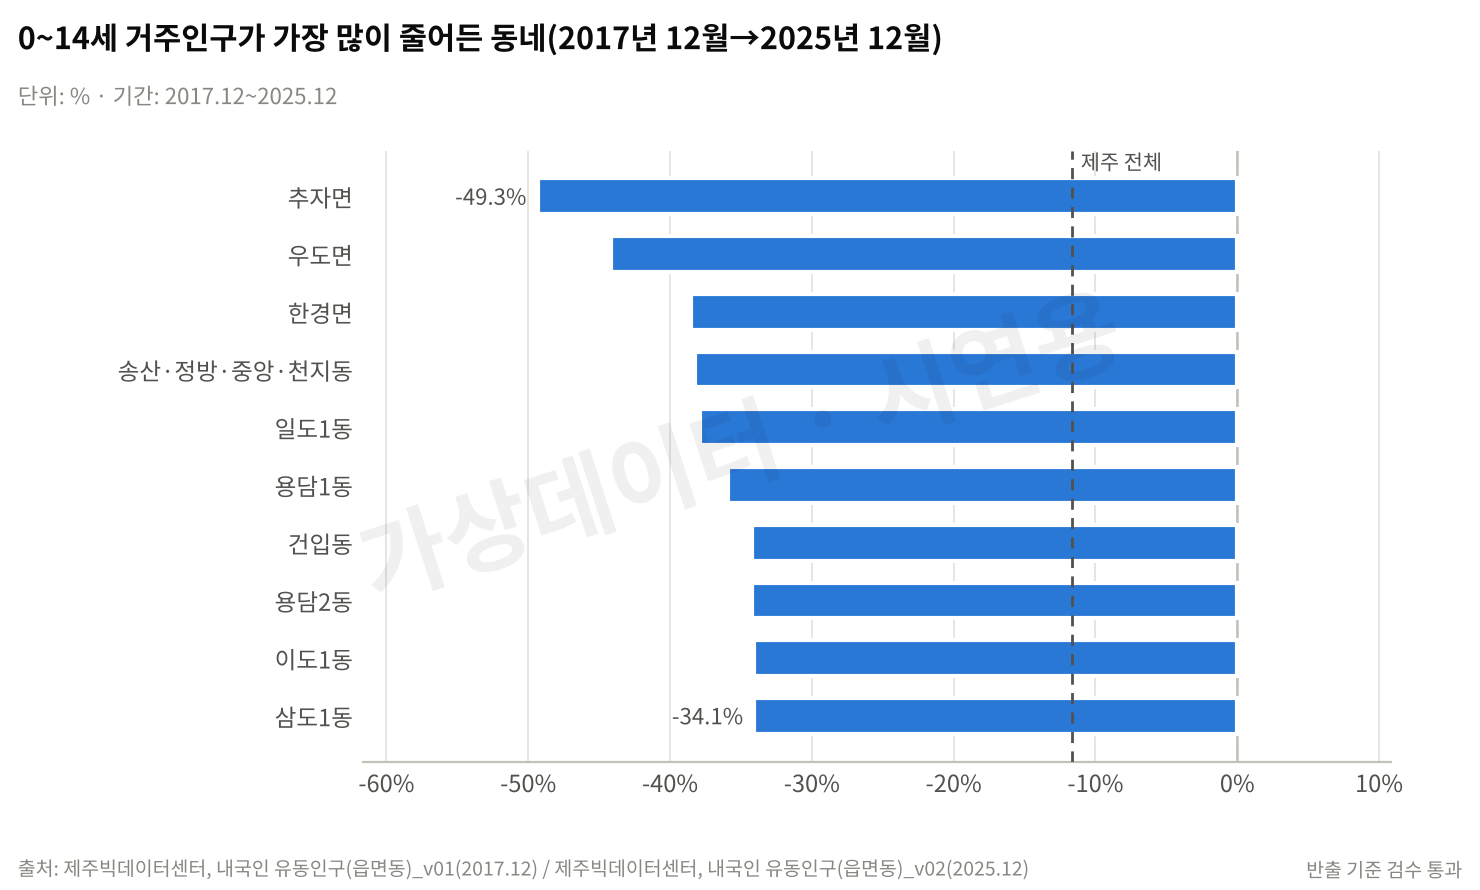 0~14세 거주인구가 가장 많이 줄어든 동네(2017년 12월→2025년 12월)
단위: % · 기간: 2017.12~2025.12
제주 전체
추자면 -49.3%
우도면
한경면
송산·정방·중앙·천지동
일도1동
용담1동
건입동
용담2동
이도1동
삼도1동 -34.1%
가상데이터 · 시연용
-60% -50% -40% -30% -20% -10% 0% 10%
출처: 제주빅데이터센터, 내국인 유동인구(읍면동)_v01(2017.12) / 제주빅데이터센터, 내국인 유동인구(읍면동)_v02(2025.12)
반출 기준 검수 통과